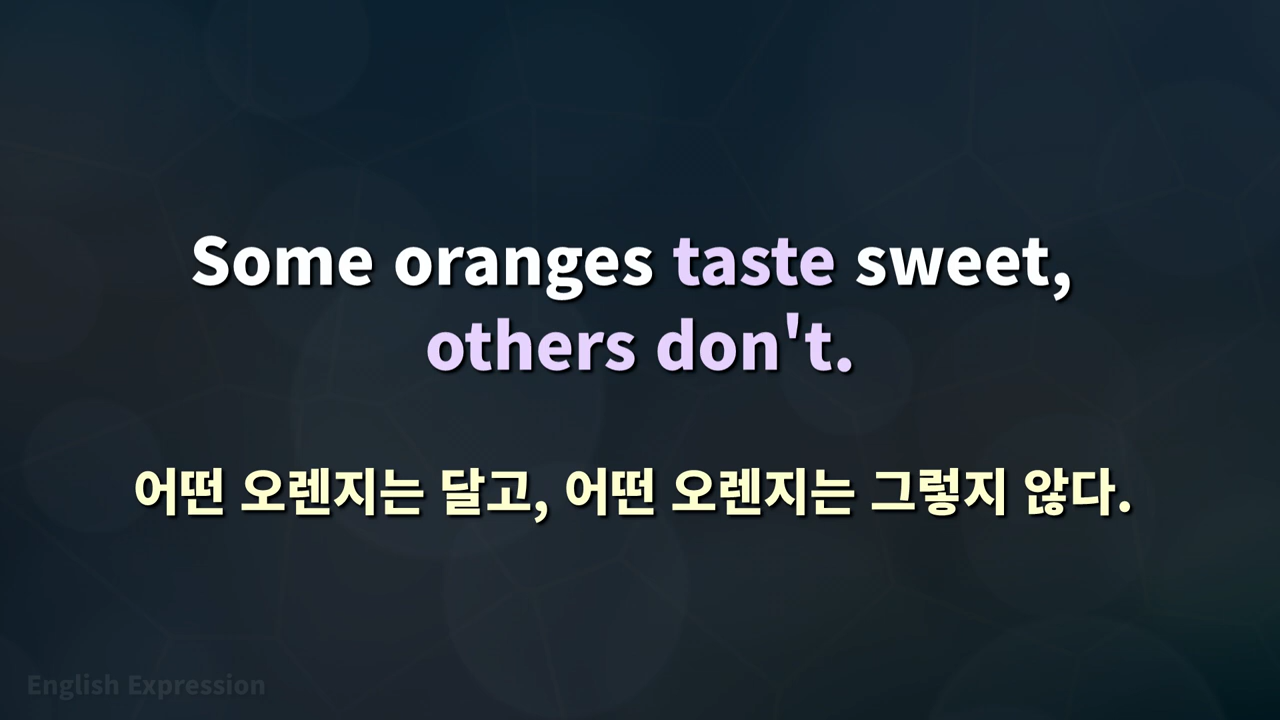 Some oranges taste sweet,
others don't.
어떤 오렌지는 달고, 어떤 오렌지는 그렇지 않다.
English Expression